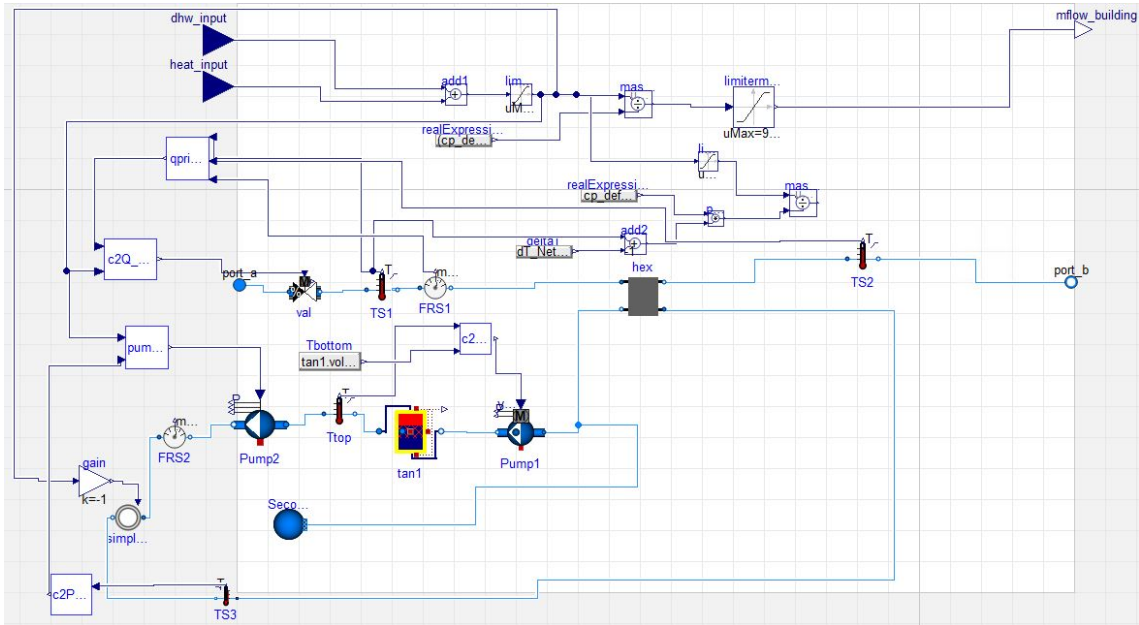 dhw_input
mflow_building
heat_input
add1
lim...
uM...
mas...
limiterm...
uMax=9...
realExpressi...
(cp_de...
qpri...
li...
u...
realExpressi...
cp_def...
mas...
add2
deltaT
dT_Net...
T
c2Q_...
port_a
M
T
m...
hex
TS2
port_b
val
TS1
FRS1
pum...
Tbottom
tan1.vol...
c2...
T
M
m...
FRS2
Pump2
Ttop
tan1
Pump1
gain
k=-1
simpl...
Seco...
c2P...
T
TS3